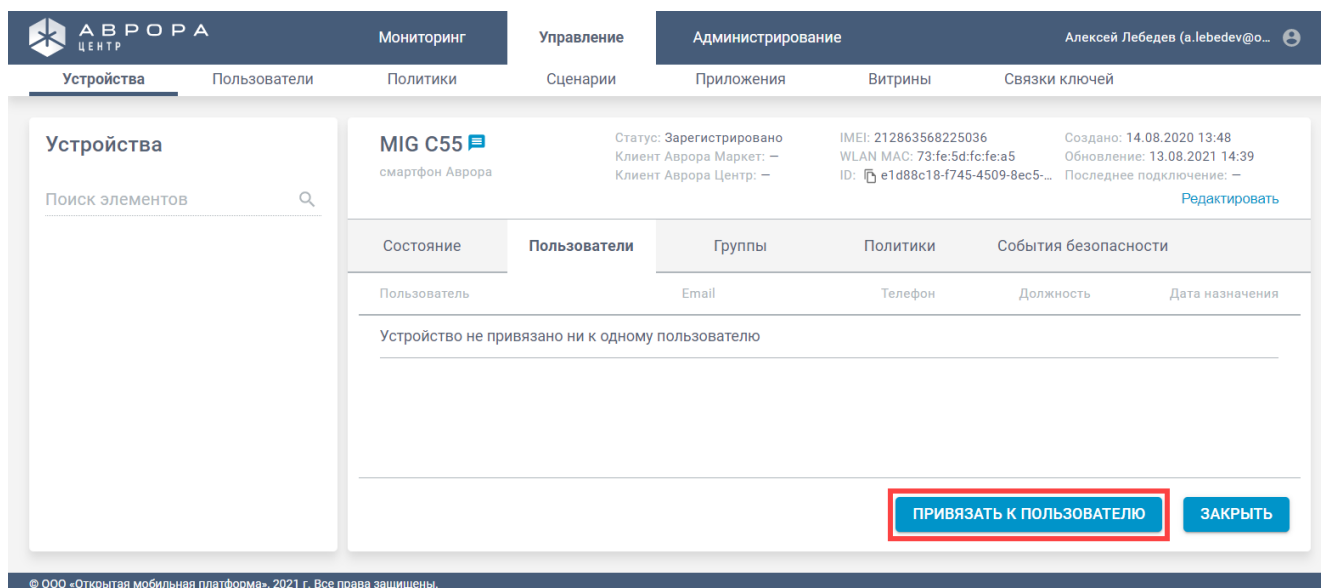 АВРОРА
ЦЕНТР
Мониторинг Управление Администрирование Алексей Лебедев (a.lebedev@o...
Устройства Пользователи Политики Сценарии Приложения Витрины Связки ключей
Устройства
Поиск элементов
MIG C55
смартфон Аврора
Статус: Зарегистрировано
Клиент Аврора Маркет: —
Клиент Аврора Центр: —
IMEI: 212863568225036
WLAN MAC: 73:fe:5d:fc:fe:a5
ID: e1d88c18-f745-4509-8ec5-...
Создано: 14.08.2020 13:48
Обновление: 13.08.2021 14:39
Последнее подключение: —
Редактировать
Состояние Пользователи Группы Политики События безопасности
Пользователь Email Телефон Должность Дата назначения
Устройство не привязано ни к одному пользователю
ПРИВЯЗАТЬ К ПОЛЬЗОВАТЕЛЮ ЗАКРЫТЬ
© ООО «Открытая мобильная платформа», 2021 г. Все права защищены.